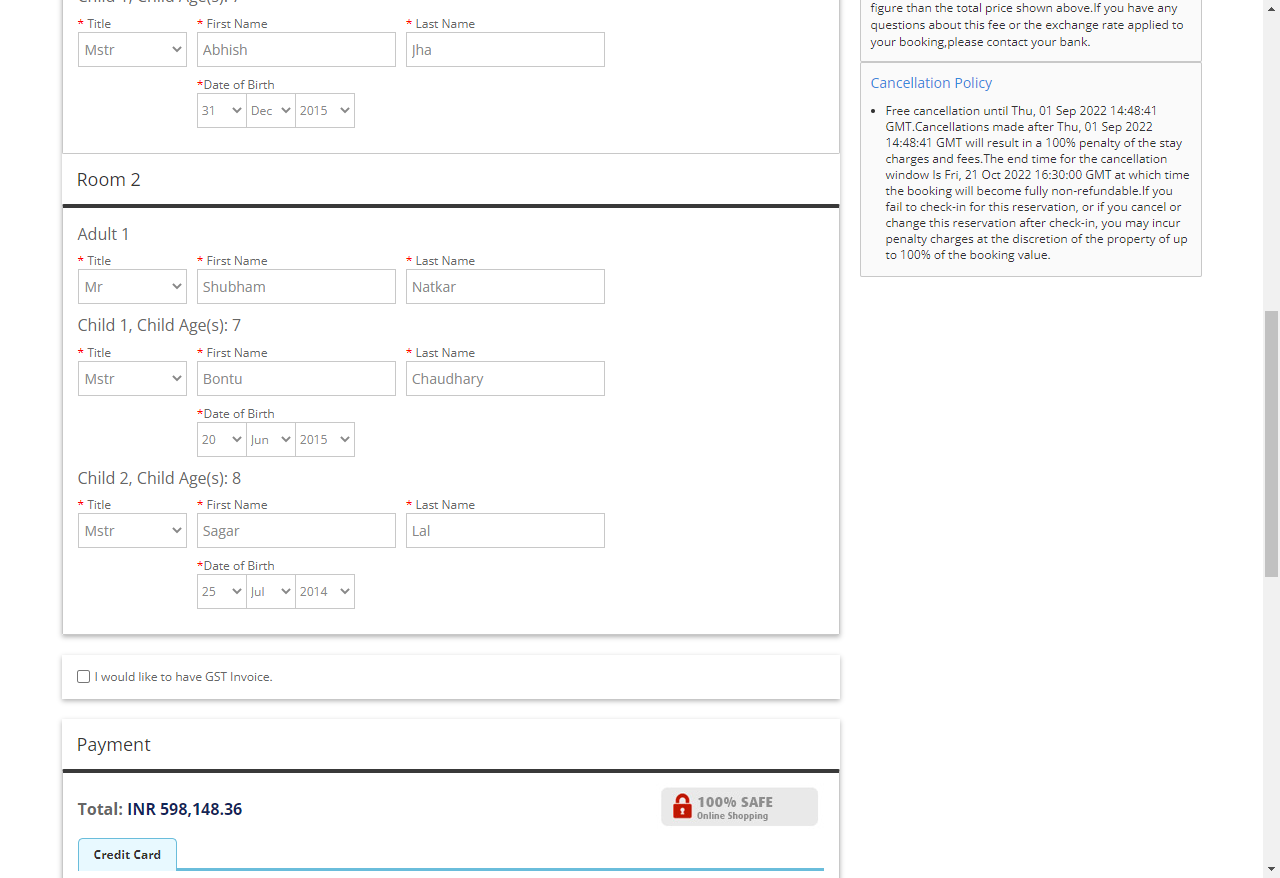 Child 1, Child Age(s): 7
* Title * First Name * Last Name
Mstr Abhish Jha
*Date of Birth
31 Dec 2015
Room 2
Adult 1
* Title * First Name * Last Name
Mr Shubham Natkar
Child 1, Child Age(s): 7
* Title * First Name * Last Name
Mstr Bontu Chaudhary
*Date of Birth
20 Jun 2015
Child 2, Child Age(s): 8
* Title * First Name * Last Name
Mstr Sagar Lal
*Date of Birth
25 Jul 2014
I would like to have GST Invoice.
Payment
Total: INR 598,148.36
100% SAFE
Online Shopping
Credit Card
figure than the total price shown above.If you have any
questions about this fee or the exchange rate applied to
your booking,please contact your bank.
Cancellation Policy
• Free cancellation until Thu, 01 Sep 2022 14:48:41
GMT.Cancellations made after Thu, 01 Sep 2022
14:48:41 GMT will result in a 100% penalty of the stay
charges and fees.The end time for the cancellation
window Is Fri, 21 Oct 2022 16:30:00 GMT at which time
the booking will become fully non-refundable.If you
fail to check-in for this reservation, or if you cancel or
change this reservation after check-in, you may incur
penalty charges at the discretion of the property of up
to 100% of the booking value.